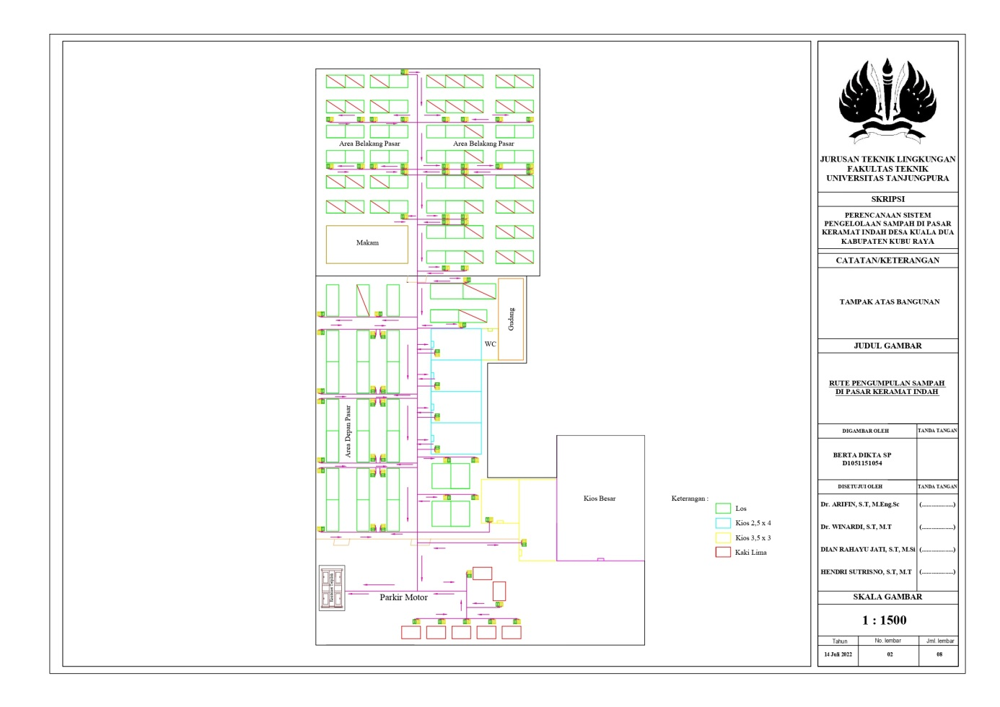 Area Belakang Pasar
Area Belakang Pasar
Makam
Gudang
WC
Area Depan Pasar
Kios Besar
Parkir Motor
Keterangan :
Los
Kios 2,5 x 4
Kios 3,5 x 3
Kaki Lima
JURUSAN TEKNIK LINGKUNGAN
FAKULTAS TEKNIK
UNIVERSITAS TANJUNGPURA
SKRIPSI
PERENCANAAN SISTEM
PENGELOLAAN SAMPAH DI PASAR
KERAMAT INDAH DESA KUALA DUA
KABUPATEN KUBU RAYA
CATATAN/KETERANGAN
TAMPAK ATAS BANGUNAN
JUDUL GAMBAR
RUTE PENGUMPULAN SAMPAH
DI PASAR KERAMAT INDAH
DIGAMBAR OLEH TANDA TANGAN
BERTA DIKTA SP
D1051151054
DISETUJUI OLEH TANDA TANGAN
Dr. ARIFIN, S.T, M.Eng.Sc (...................)
Dr. WINARDI, S.T, M.T (...................)
DIAN RAHAYU JATI, S.T, M.Si (...................)
HENDRI SUTRISNO, S.T, M.T (...................)
SKALA GAMBAR
1 : 1500
Tahun No. lembar Jml. lembar
14 Juli 2022 02 08